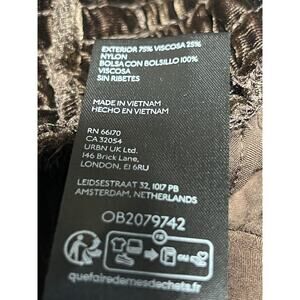 EXTERIOR 75% VISCOSA 25%
NYLON
BOLSA CON BOLSILLO 100%
VISCOSA
SIN RIBETES
MADE IN VIETNAM
HECHO EN VIETNAM
RN 66170
CA 32054
URBN UK Ltd.
146 Brick Lane,
LONDON, E1 6RU
LEIDSESTRAAT 32, 1017 PB
AMSTERDAM, NETHERLANDS
OB2079742
FR
quefairedemesdechets.fr